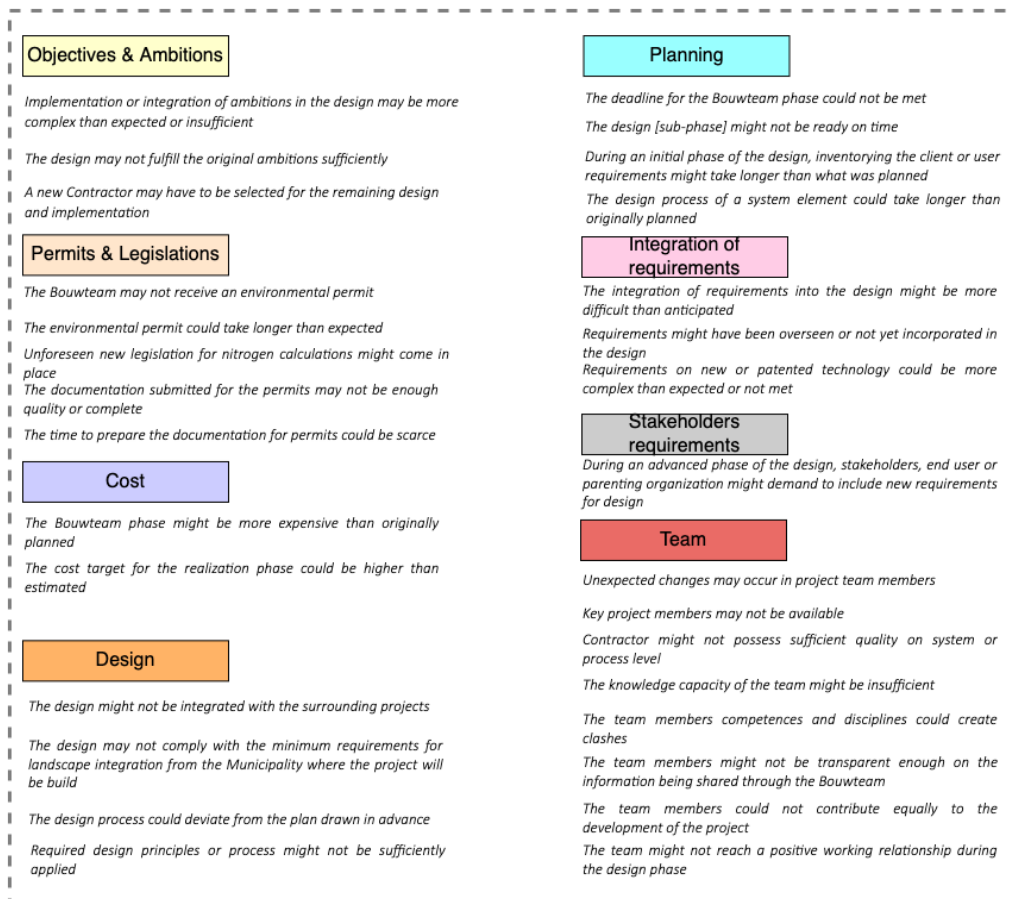 Objectives & Ambitions
Implementation or integration of ambitions in the design may be more
complex than expected or insufficient
The design may not fulfill the original ambitions sufficiently
A new Contractor may have to be selected for the remaining design
and implementation
Permits & Legislations
The Bouwteam may not receive an environmental permit
The environmental permit could take longer than expected
Unforeseen new legislation for nitrogen calculations might come in
place
The documentation submitted for the permits may not be enough
quality or complete
The time to prepare the documentation for permits could be scarce
Cost
The Bouwteam phase might be more expensive than originally
planned
The cost target for the realization phase could be higher than
estimated
Design
The design might not be integrated with the surrounding projects
The design may not comply with the minimum requirements for
landscape integration from the Municipality where the project will
be build
The design process could deviate from the plan drawn in advance
Required design principles or process might not be sufficiently
applied
Planning
The deadline for the Bouwteam phase could not be met
The design [sub-phase] might not be ready on time
During an initial phase of the design, inventorying the client or user
requirements might take longer than what was planned
The design process of a system element could take longer than
originally planned
Integration of
requirements
The integration of requirements into the design might be more
difficult than anticipated
Requirements might have been overseen or not yet incorporated in
the design
Requirements on new or patented technology could be more
complex than expected or not met
Stakeholders
requirements
During an advanced phase of the design, stakeholders, end user or
parenting organization might demand to include new requirements
for design
Team
Unexpected changes may occur in project team members
Key project members may not be available
Contractor might not possess sufficient quality on system or
process level
The knowledge capacity of the team might be insufficient
The team members competences and disciplines could create
clashes
The team members might not be transparent enough on the
information being shared through the Bouwteam
The team members could not contribute equally to the
development of the project
The team might not reach a positive working relationship during
the design phase